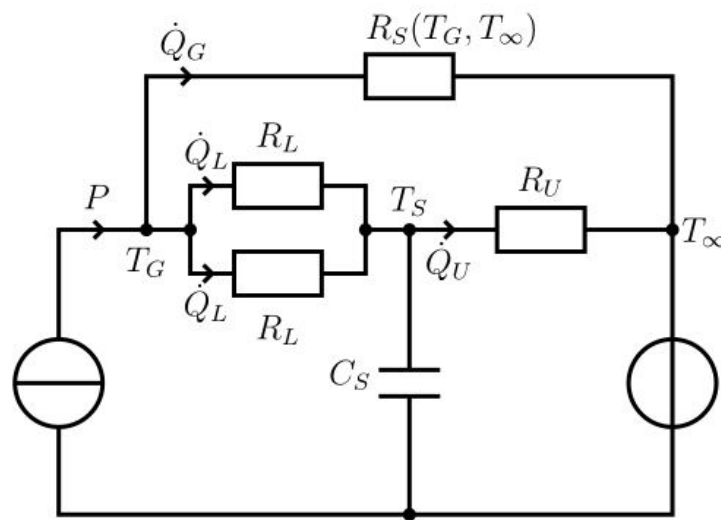 Q̇_G
R_S(T_G, T_∞)
Q̇_L
R_L
P
T_G
T_S
R_U
T_∞
Q̇_L
R_L
Q̇_U
C_S